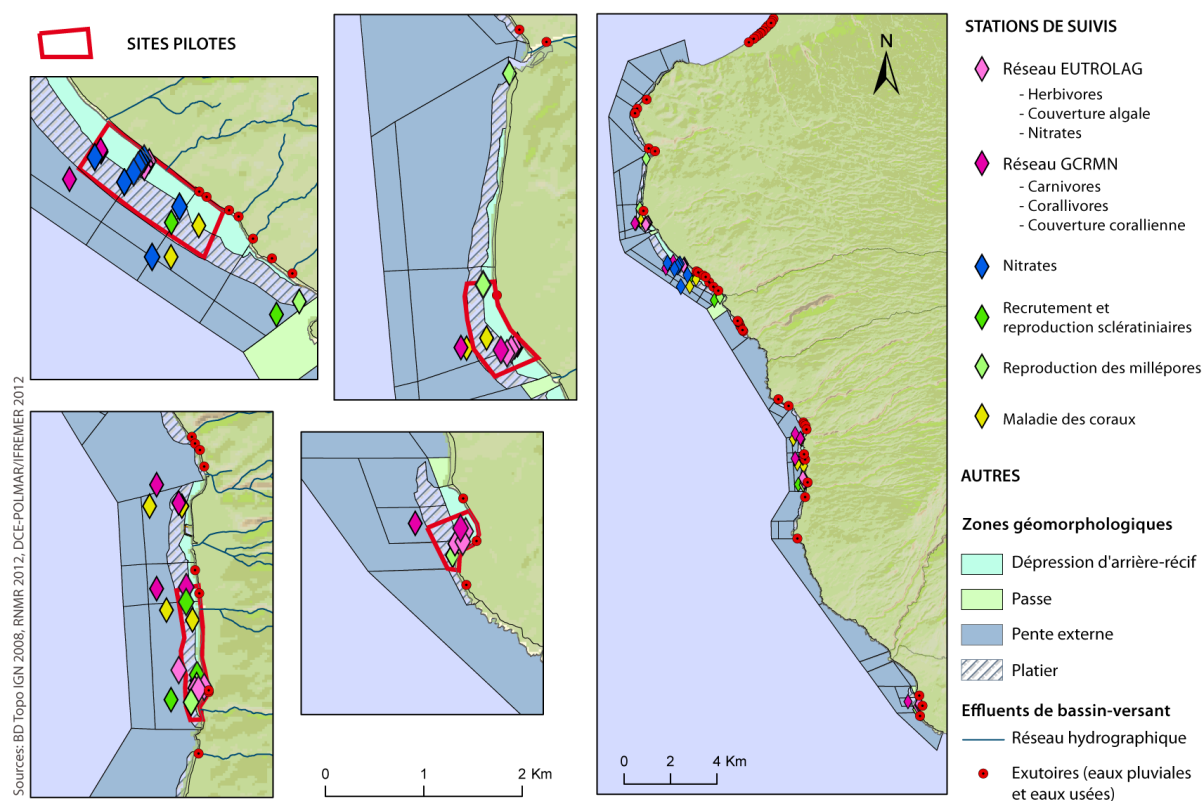 SITES PILOTES
N
STATIONS DE SUIVIS
Réseau EUTROLAG
- Herbivores
- Couverture algale
- Nitrates
Réseau GCRMN
- Carnivores
- Corallivores
- Couverture corallienne
Nitrates
Recrutement et
reproduction sclératiniaires
Reproduction des millépores
Maladie des coraux
AUTRES
Zones géomorphologiques
Dépression d'arrière-récif
Passe
Pente externe
Platier
Effluents de bassin-versant
Réseau hydrographique
Exutoires (eaux pluviales
et eaux usées)
0 1 2 Km
0 2 4 Km
Sources: BD Topo IGN 2008, RNMR 2012, DCE-POLMAR/IFREMER 2012